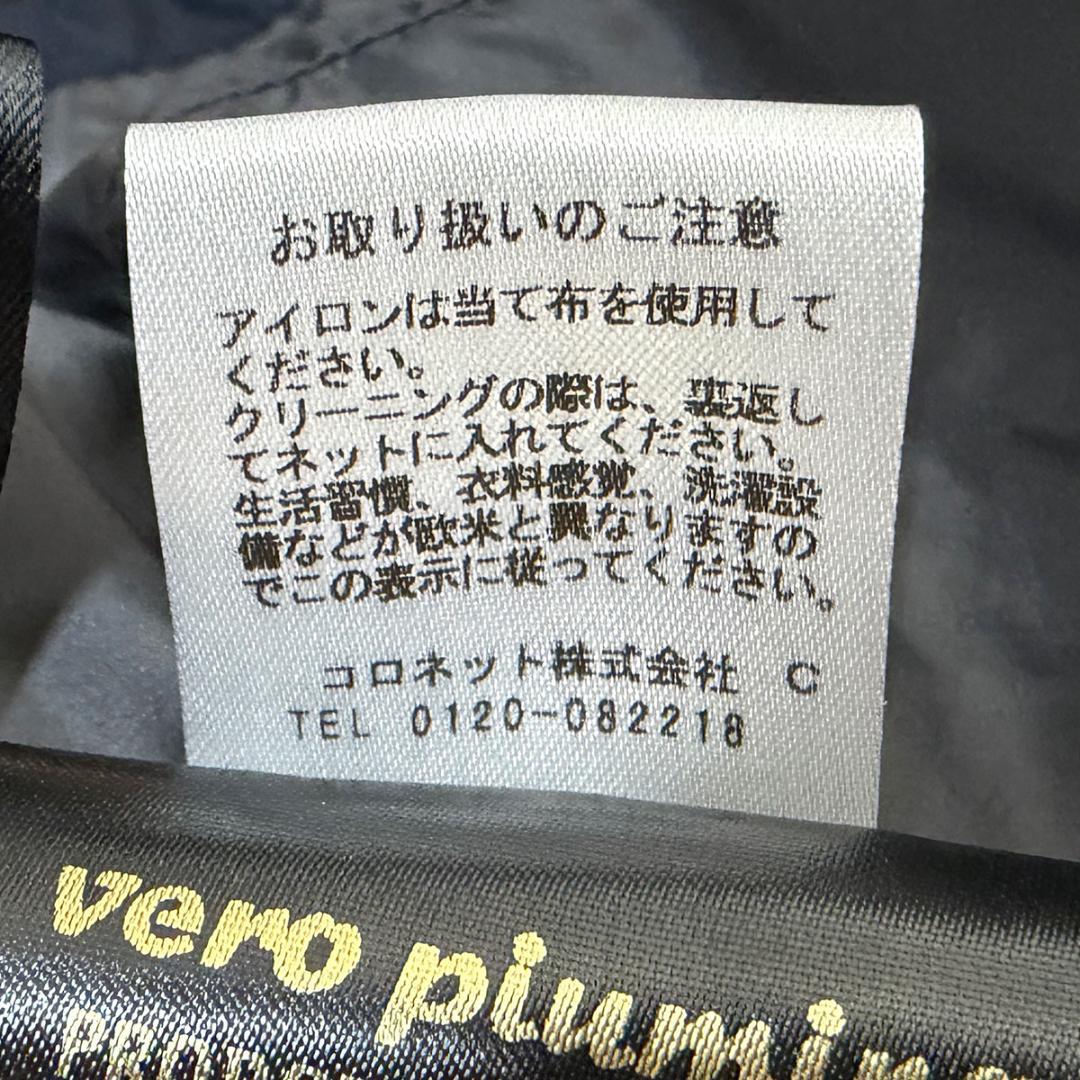 お取り扱いのご注意
アイロンは当て布を使用して
ください。
クリーニングの際は、裏返し
てネットに入れてください。
生活習慣、衣料感覚、洗濯設
備などが欧米と異なりますの
でこの表示に従ってください。
コロネット株式会社 C
TEL 0120-082218
vero piumino